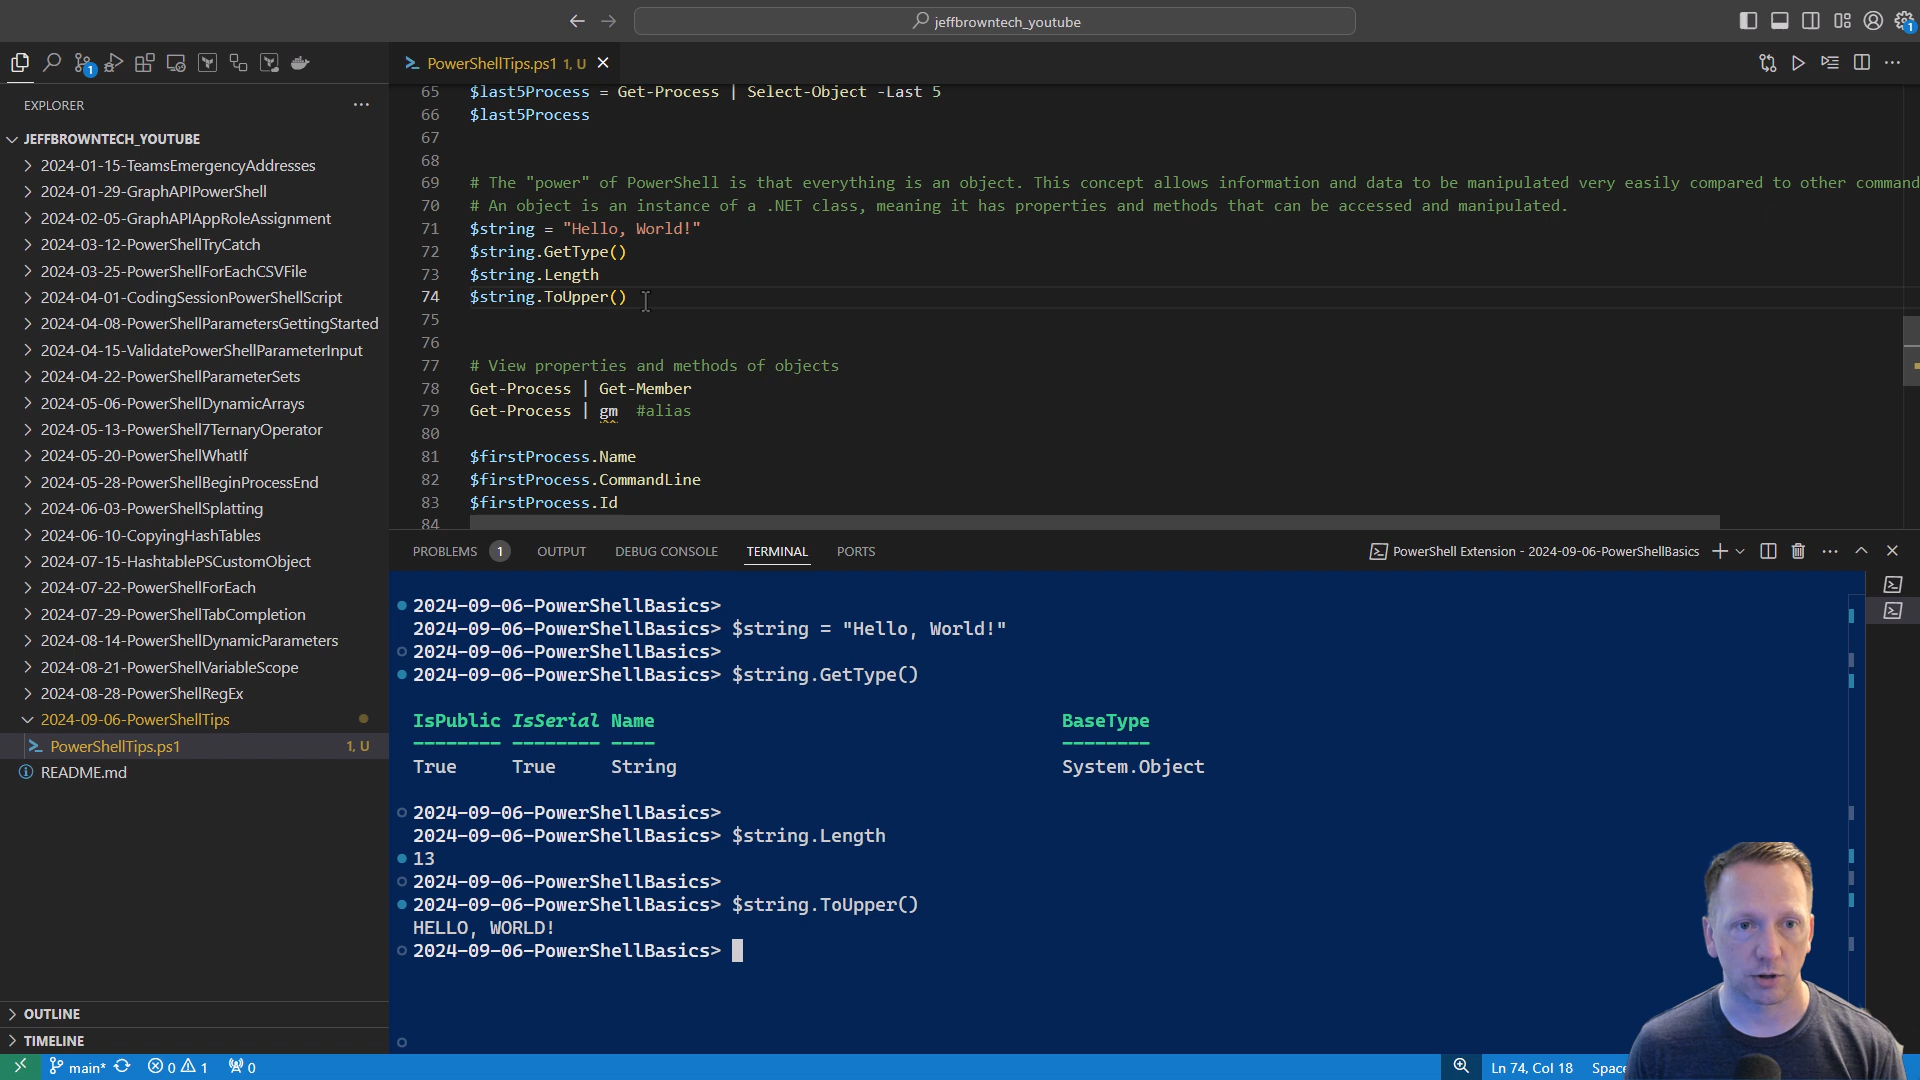 jeffbrowntech_youtube
1
1
PowerShellTips.ps1 1, U
EXPLORER
JEFFBROWNTECH_YOUTUBE
2024-01-15-TeamsEmergencyAddresses
2024-01-29-GraphAPIPowerShell
2024-02-05-GraphAPIAppRoleAssignment
2024-03-12-PowerShellTryCatch
2024-03-25-PowerShellForEachCSVFile
2024-04-01-CodingSessionPowerShellScript
2024-04-08-PowerShellParametersGettingStarted
2024-04-15-ValidatePowerShellParameterInput
2024-04-22-PowerShellParameterSets
2024-05-06-PowerShellDynamicArrays
2024-05-13-PowerShell7TernaryOperator
2024-05-20-PowerShellWhatIf
2024-05-28-PowerShellBeginProcessEnd
2024-06-03-PowerShellSplatting
2024-06-10-CopyingHashTables
2024-07-15-HashtablePSCustomObject
2024-07-22-PowerShellForEach
2024-07-29-PowerShellTabCompletion
2024-08-14-PowerShellDynamicParameters
2024-08-21-PowerShellVariableScope
2024-08-28-PowerShellRegEx
2024-09-06-PowerShellTips
PowerShellTips.ps1 1, U
README.md
OUTLINE
TIMELINE
65 $last5Process = Get-Process | Select-Object -Last 5
66 $last5Process
67
68
69 # The "power" of PowerShell is that everything is an object. This concept allows information and data to be manipulated very easily compared to other command
70 # An object is an instance of a .NET class, meaning it has properties and methods that can be accessed and manipulated.
71 $string = "Hello, World!"
72 $string.GetType()
73 $string.Length
74 $string.ToUpper()
75
76
77 # View properties and methods of objects
78 Get-Process | Get-Member
79 Get-Process | gm #alias
80
81 $firstProcess.Name
82 $firstProcess.CommandLine
83 $firstProcess.Id
84
PROBLEMS 1 OUTPUT DEBUG CONSOLE TERMINAL PORTS PowerShell Extension - 2024-09-06-PowerShellBasics
2024-09-06-PowerShellBasics>
2024-09-06-PowerShellBasics> $string = "Hello, World!"
2024-09-06-PowerShellBasics>
2024-09-06-PowerShellBasics> $string.GetType()
IsPublic IsSerial Name BaseType
-------- -------- ---- --------
True True String System.Object
2024-09-06-PowerShellBasics>
2024-09-06-PowerShellBasics> $string.Length
13
2024-09-06-PowerShellBasics>
2024-09-06-PowerShellBasics> $string.ToUpper()
HELLO, WORLD!
2024-09-06-PowerShellBasics>
main* 0 1 0 Ln 74, Col 18